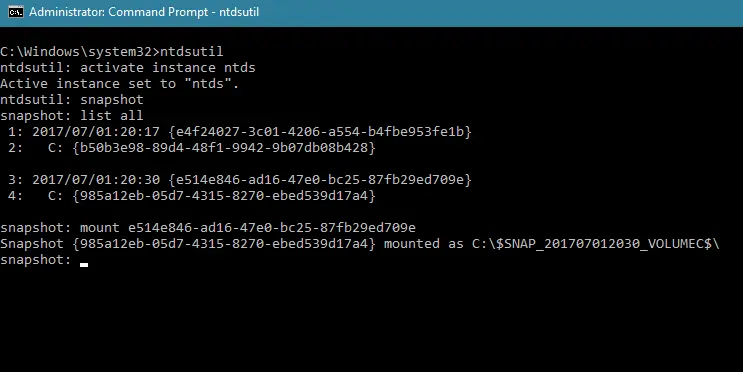 Administrator: Command Prompt - ntdsutil
C:\Windows\system32>ntdsutil
ntdsutil: activate instance ntds
Active instance set to "ntds".
ntdsutil: snapshot
snapshot: list all
 1: 2017/07/01:20:17 {e4f24027-3c01-4206-a554-b4fbe953fe1b}
 2:   C: {b50b3e98-89d4-48f1-9942-9b07db08b428}
 3: 2017/07/01:20:30 {e514e846-ad16-47e0-bc25-87fb29ed709e}
 4:   C: {985a12eb-05d7-4315-8270-ebed539d17a4}
snapshot: mount e514e846-ad16-47e0-bc25-87fb29ed709e
Snapshot {985a12eb-05d7-4315-8270-ebed539d17a4} mounted as C:\$SNAP_201707012030_VOLUMEC$\
snapshot: